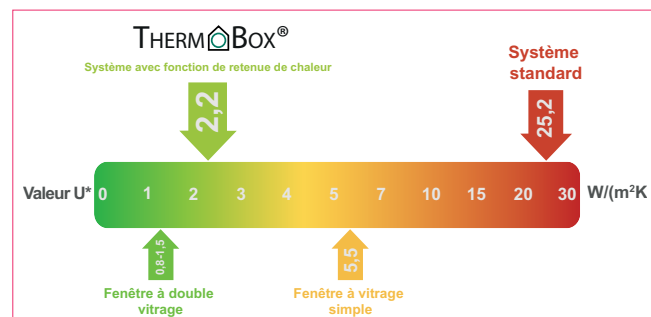 THERMBOX®
Système avec fonction de retenue de chaleur
2,2
Système
standard
25,2
Valeur U* 0 1 2 3 4 5 7 10 15 20 30 W/(m²K
0,8-1,5
5,5
Fenêtre à double
vitrage
Fenêtre à vitrage
simple